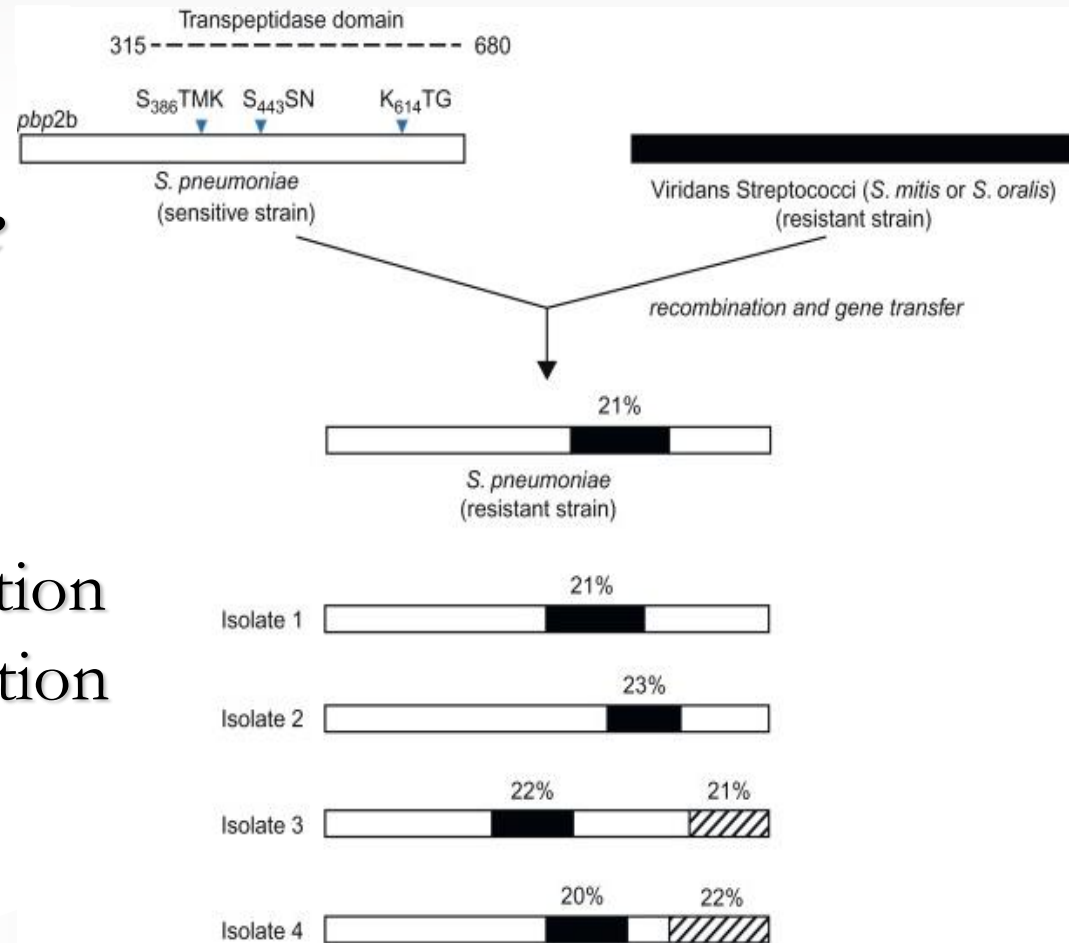 Transpeptidase domain
315 680
S386TMK S443SN K614TG
pbp2b
S. pneumoniae
(sensitive strain)
Viridans Streptococci (S. mitis or S. oralis)
(resistant strain)
recombination and gene transfer
21%
S. pneumoniae
(resistant strain)
tion
tion
21%
Isolate 1
23%
Isolate 2
22% 21%
Isolate 3
20% 22%
Isolate 4